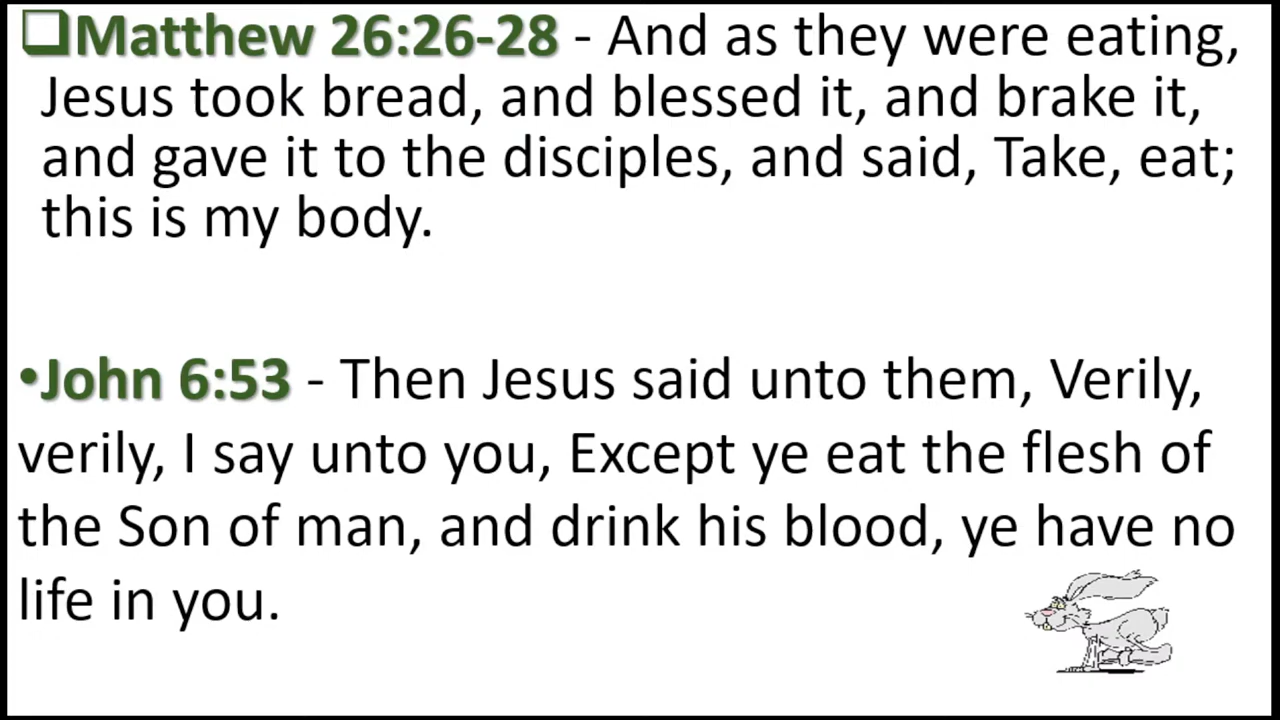 ❑Matthew 26:26-28 - And as they were eating,
Jesus took bread, and blessed it, and brake it,
and gave it to the disciples, and said, Take, eat;
this is my body.
•John 6:53 - Then Jesus said unto them, Verily,
verily, I say unto you, Except ye eat the flesh of
the Son of man, and drink his blood, ye have no
life in you.